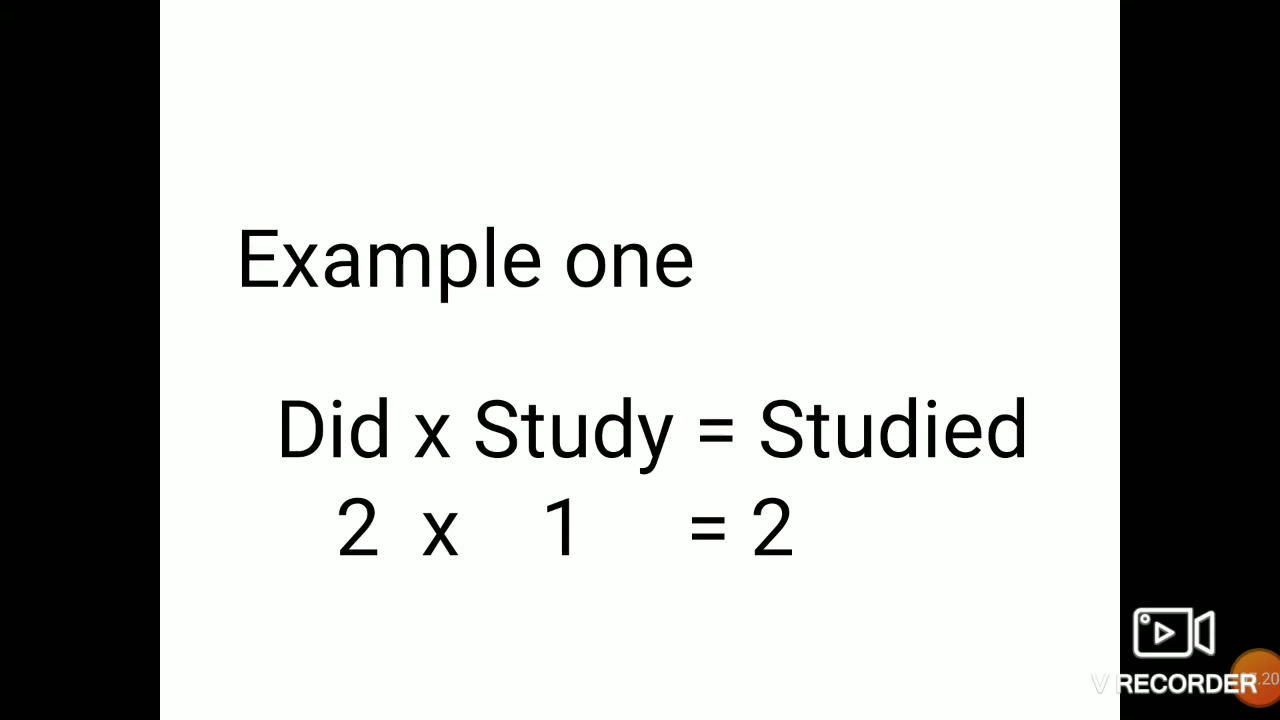 Example one
Did x Study = Studied
2 x 1 = 2
V RECORDER